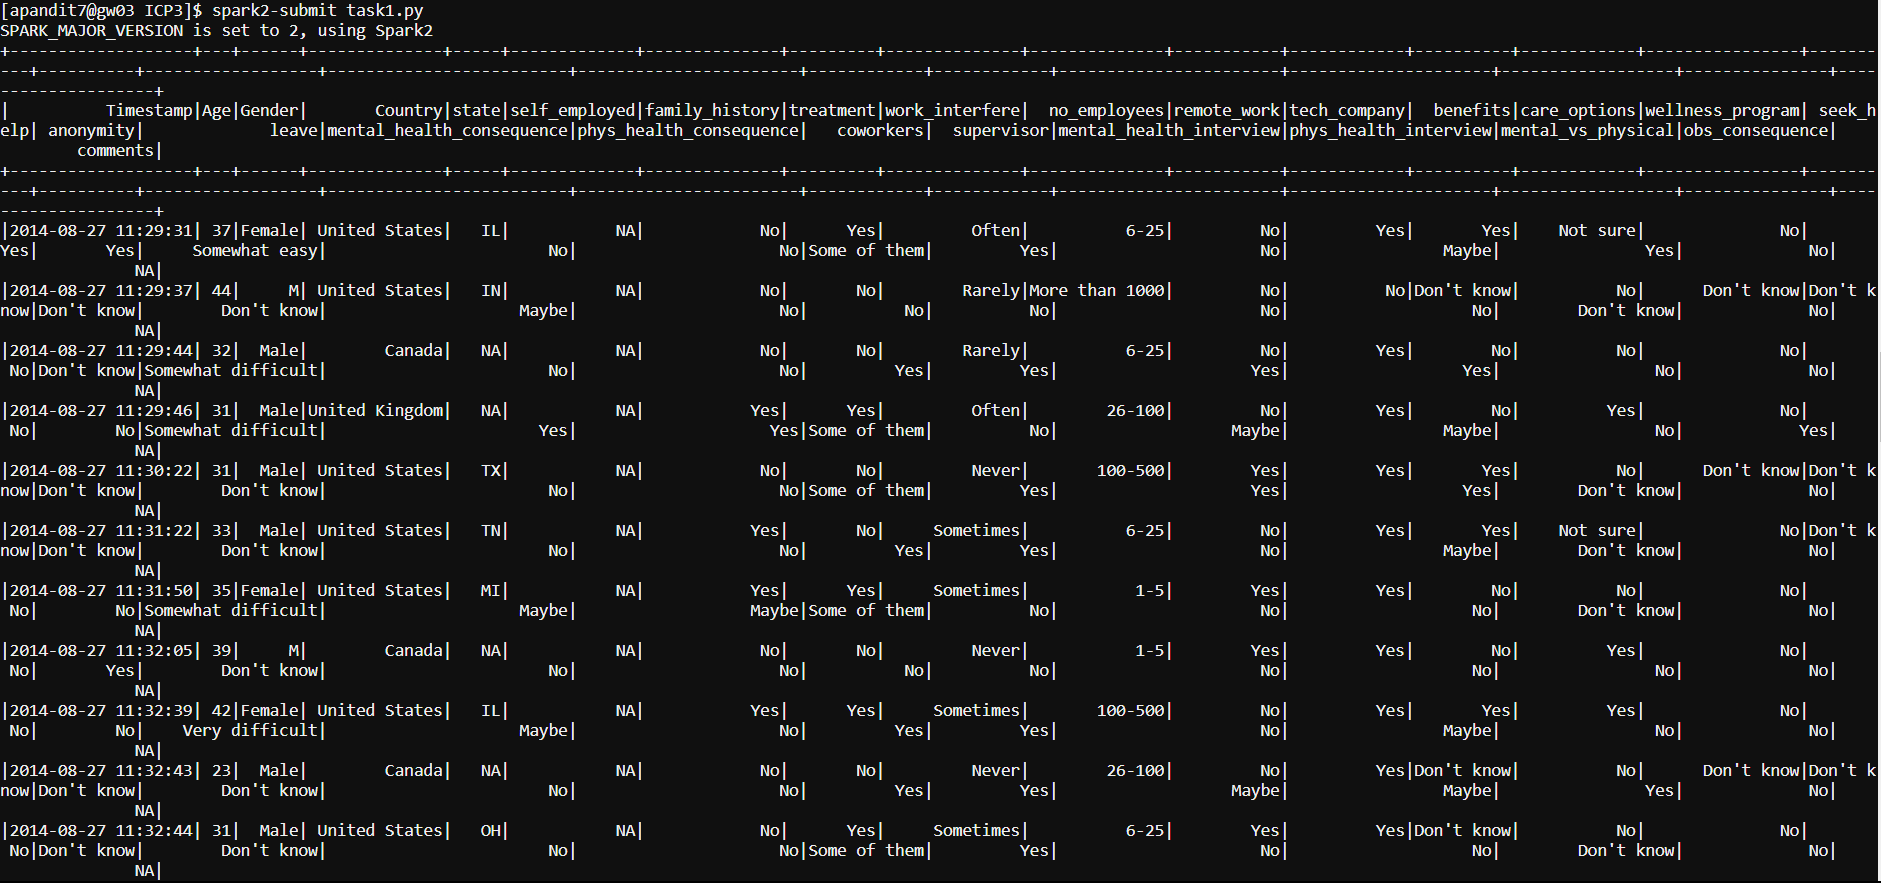 [apandit7@gw03 ICP3]$ spark2-submit task1.py
SPARK_MAJOR_VERSION is set to 2, using Spark2
+-------------------+---+------+--------------+-----+-------------+--------------+---------+--------------+--------------+-----------+------------+----------+------------+----------------+-------
---+----------+------------------+-------------------------+-----------------------+------------+------------+-----------------------+---------------------+------------------+---------------+----
----------------+
|          Timestamp|Age|Gender|       Country|state|self_employed|family_history|treatment|work_interfere|  no_employees|remote_work|tech_company|  benefits|care_options|wellness_program| seek_h
elp| anonymity|             leave|mental_health_consequence|phys_health_consequence|   coworkers|  supervisor|mental_health_interview|phys_health_interview|mental_vs_physical|obs_consequence|
        comments|
+-------------------+---+------+--------------+-----+-------------+--------------+---------+--------------+--------------+-----------+------------+----------+------------+----------------+-------
---+----------+------------------+-------------------------+-----------------------+------------+------------+-----------------------+---------------------+------------------+---------------+----
----------------+
|2014-08-27 11:29:31| 37|Female| United States|   IL|           NA|            No|      Yes|         Often|          6-25|         No|         Yes|       Yes|    Not sure|              No|
Yes|       Yes|     Somewhat easy|                       No|                     No|Some of them|         Yes|                     No|                Maybe|               Yes|             No|
              NA|
|2014-08-27 11:29:37| 44|     M| United States|   IN|           NA|            No|       No|        Rarely|More than 1000|         No|          No|Don't know|          No|      Don't know|Don't k
now|Don't know|        Don't know|                    Maybe|                     No|          No|          No|                     No|                   No|        Don't know|             No|
              NA|
|2014-08-27 11:29:44| 32|  Male|        Canada|   NA|           NA|            No|       No|        Rarely|          6-25|         No|         Yes|        No|          No|              No|
 No|Don't know|Somewhat difficult|                       No|                     No|         Yes|         Yes|                    Yes|                  Yes|                No|             No|
              NA|
|2014-08-27 11:29:46| 31|  Male|United Kingdom|   NA|           NA|           Yes|      Yes|         Often|        26-100|         No|         Yes|        No|         Yes|              No|
 No|        No|Somewhat difficult|                      Yes|                    Yes|Some of them|          No|                  Maybe|                Maybe|                No|            Yes|
              NA|
|2014-08-27 11:30:22| 31|  Male| United States|   TX|           NA|            No|       No|         Never|       100-500|        Yes|         Yes|       Yes|          No|      Don't know|Don't k
now|Don't know|        Don't know|                       No|                     No|Some of them|         Yes|                    Yes|                  Yes|        Don't know|             No|
              NA|
|2014-08-27 11:31:22| 33|  Male| United States|   TN|           NA|           Yes|       No|     Sometimes|          6-25|         No|         Yes|       Yes|    Not sure|              No|Don't k
now|Don't know|        Don't know|                       No|                     No|         Yes|         Yes|                     No|                Maybe|        Don't know|             No|
              NA|
|2014-08-27 11:31:50| 35|Female| United States|   MI|           NA|           Yes|      Yes|     Sometimes|           1-5|        Yes|         Yes|        No|          No|              No|
 No|        No|Somewhat difficult|                    Maybe|                  Maybe|Some of them|          No|                     No|                   No|        Don't know|             No|
              NA|
|2014-08-27 11:32:05| 39|     M|        Canada|   NA|           NA|            No|       No|         Never|           1-5|        Yes|         Yes|        No|         Yes|              No|
 No|       Yes|        Don't know|                       No|                     No|          No|          No|                     No|                   No|                No|             No|
              NA|
|2014-08-27 11:32:39| 42|Female| United States|   IL|           NA|           Yes|      Yes|     Sometimes|       100-500|         No|         Yes|       Yes|         Yes|              No|
 No|        No|    Very difficult|                    Maybe|                     No|         Yes|         Yes|                     No|                Maybe|                No|             No|
              NA|
|2014-08-27 11:32:43| 23|  Male|        Canada|   NA|           NA|            No|       No|         Never|        26-100|         No|         Yes|Don't know|          No|      Don't know|Don't k
now|Don't know|        Don't know|                       No|                     No|         Yes|         Yes|                  Maybe|                Maybe|               Yes|             No|
              NA|
|2014-08-27 11:32:44| 31|  Male| United States|   OH|           NA|            No|      Yes|     Sometimes|          6-25|        Yes|         Yes|Don't know|          No|              No|
 No|Don't know|        Don't know|                       No|                     No|Some of them|         Yes|                     No|                   No|        Don't know|             No|
              NA|